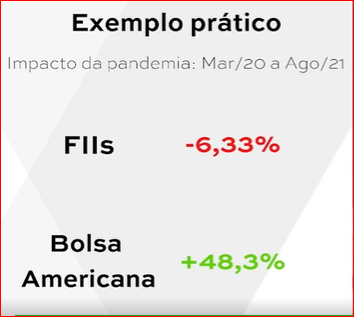 Exemplo prático
Impacto da pandemia: Mar/20 a Ago/21
FIIs
-6,33%
Bolsa
Americana
+48,3%